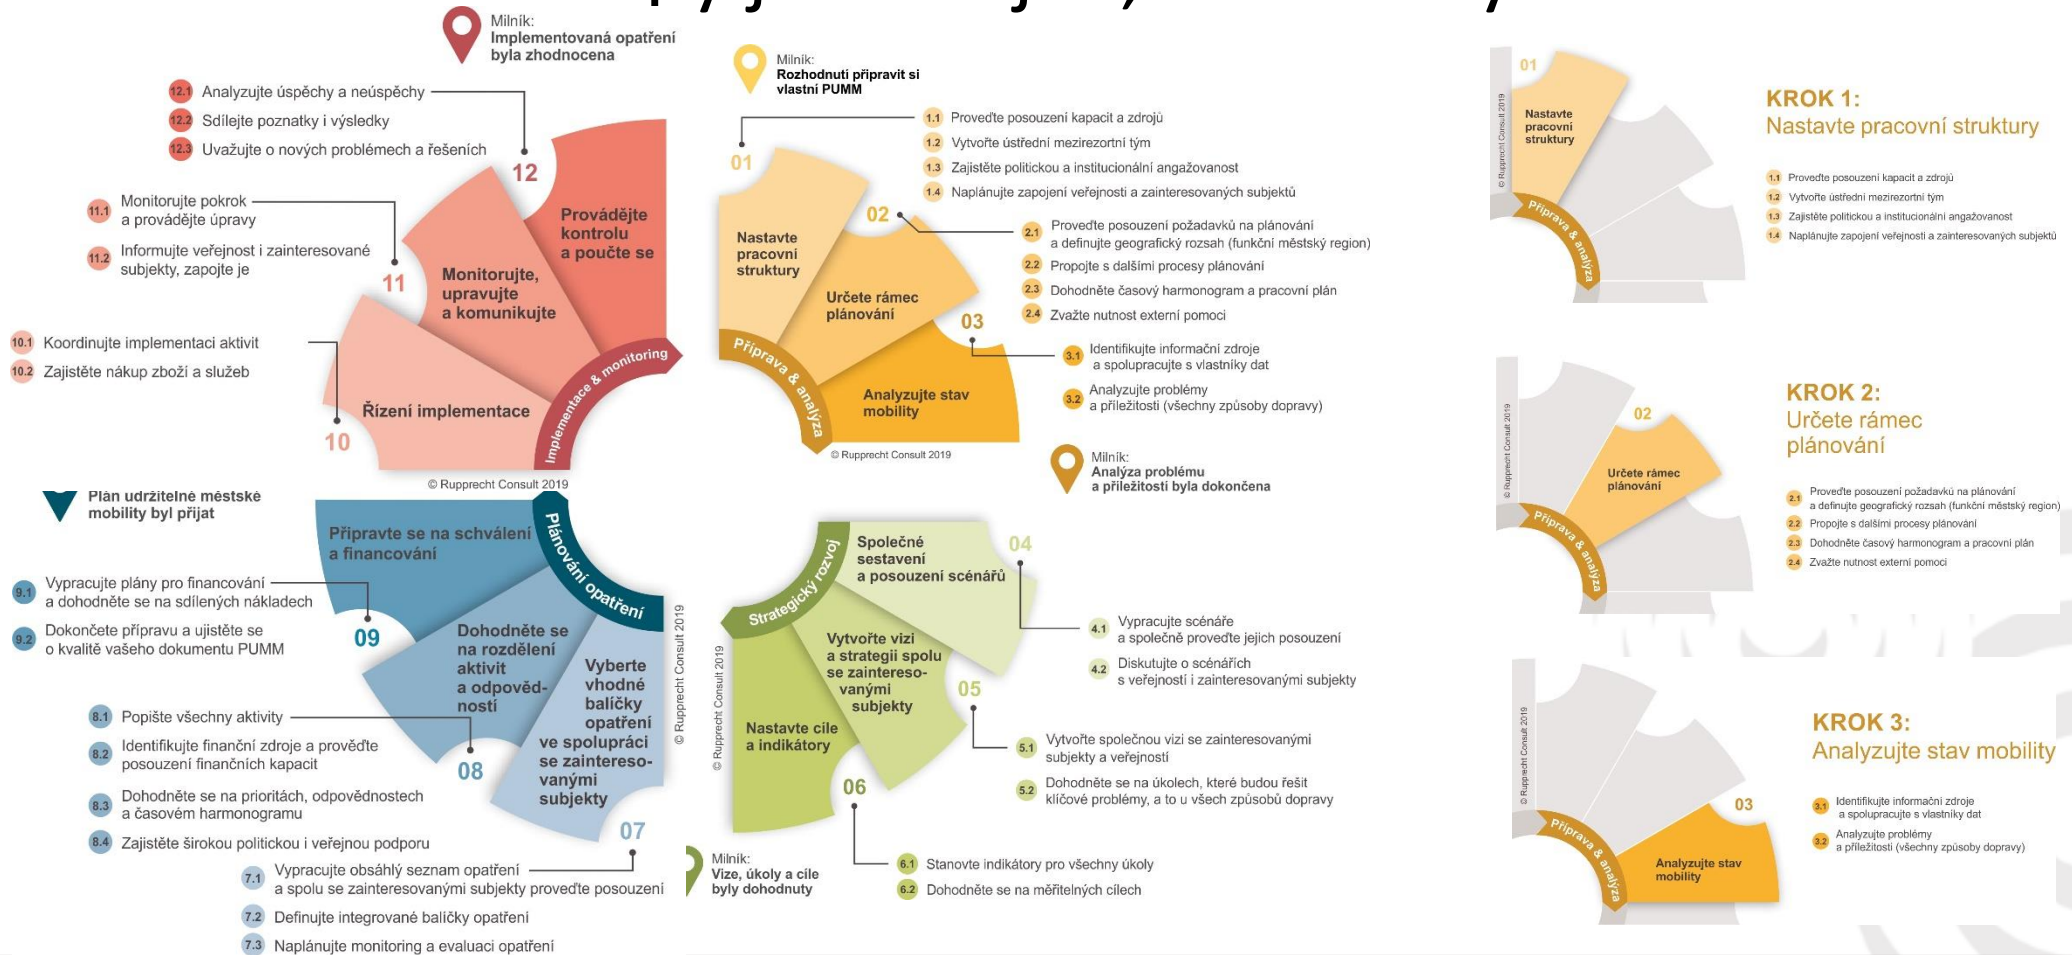 Milník:
Implementovaná opatření
byla zhodnocena
12.1 Analyzujte úspěchy a neúspěchy
12.2 Sdílejte poznatky i výsledky
12.3 Uvažujte o nových problémech a řešeních
12
Provádějte
kontrolu
a poučte se
11.1 Monitorujte pokrok
a provádějte úpravy
11.2 Informujte veřejnost i zainteresované
subjekty, zapojte je
11
Monitorujte,
upravujte
a komunikujte
10.1 Koordinujte implementaci aktivit
10.2 Zajistěte nákup zboží a služeb
10
Řízení implementace
Implementace & monitoring
© Rupprecht Consult 2019
Milník:
Rozhodnutí připravit si
vlastní PUMM
01
Nastavte
pracovní
struktury
1.1 Proveďte posouzení kapacit a zdrojů
1.2 Vytvořte ústřední mezirezortní tým
1.3 Zajistěte politickou a institucionální angažovanost
1.4 Naplánujte zapojení veřejnosti a zainteresovaných subjektů
02
Určete rámec
plánování
2.1 Proveďte posouzení požadavků na plánování
a definujte geografický rozsah (funkční městský region)
2.2 Propojte s dalšími procesy plánování
2.3 Dohodněte časový harmonogram a pracovní plán
2.4 Zvažte nutnost externí pomoci
03
Analyzujte stav
mobility
3.1 Identifikujte informační zdroje
a spolupracujte s vlastníky dat
3.2 Analyzujte problémy
a příležitosti (všechny způsoby dopravy)
Příprava & analýza
© Rupprecht Consult 2019
Milník:
Analýza problému
a příležitostí byla dokončena
Plán udržitelné městské
mobility byl přijat
Připravte se na schválení
a financování
Plánování opatření
9.1 Vypracujte plány pro financování
a dohodněte se na sdílených nákladech
9.2 Dokončete přípravu a ujistěte se
o kvalitě vašeho dokumentu PUMM
09
Dohodněte se
na rozdělení
aktivit
a odpověd-
ností
8.1 Popište všechny aktivity
8.2 Identifikujte finanční zdroje a prověďte
posouzení finančních kapacit
8.3 Dohodněte se na prioritách, odpovědnostech
a časovém harmonogramu
8.4 Zajistěte širokou politickou i veřejnou podporu
08
Vyberte
vhodné
balíčky
opatření
ve spolupráci
se zaintereso-
vanými
subjekty
07
7.1 Vypracujte obsáhlý seznam opatření
a spolu se zainteresovanými subjekty proveďte posouzení
7.2 Definujte integrované balíčky opatření
7.3 Naplánujte monitoring a evaluaci opatření
© Rupprecht Consult 2019
Strategický rozvoj
Společné
sestavení
a posouzení scénářů
04
4.1 Vypracujte scénáře
a společně proveďte jejich posouzení
4.2 Diskutujte o scénářích
s veřejností i zainteresovanými subjekty
Vytvořte vizi
a strategii spolu
se zaintereso-
vanými
subjekty
05
5.1 Vytvořte společnou vizi se zainteresovanými
subjekty a veřejností
5.2 Dohodněte se na úkolech, které budou řešit
klíčové problémy, a to u všech způsobů dopravy
Nastavte cíle
a indikátory
06
6.1 Stanovte indikátory pro všechny úkoly
6.2 Dohodněte se na měřitelných cílech
© Rupprecht Consult 2019
Milník:
Vize, úkoly a cíle
byly dohodnuty
© Rupprecht Consult 2019
01
Nastavte
pracovní
struktury
Příprava & analýza
KROK 1:
Nastavte pracovní struktury
1.1 Proveďte posouzení kapacit a zdrojů
1.2 Vytvořte ústřední mezirezortní tým
1.3 Zajistěte politickou a institucionální angažovanost
1.4 Naplánujte zapojení veřejnosti a zainteresovaných subjektů
© Rupprecht Consult 2019
02
Určete rámec
plánování
Příprava & analýza
KROK 2:
Určete rámec
plánování
2.1 Proveďte posouzení požadavků na plánování
a definujte geografický rozsah (funkční městský region)
2.2 Propojte s dalšími procesy plánování
2.3 Dohodněte časový harmonogram a pracovní plán
2.4 Zvažte nutnost externí pomoci
© Rupprecht Consult 2019
03
Analyzujte stav
mobility
Příprava & analýza
KROK 3:
Analyzujte stav mobility
3.1 Identifikujte informační zdroje
a spolupracujte s vlastníky dat
3.2 Analyzujte problémy
a příležitosti (všechny způsoby dopravy)